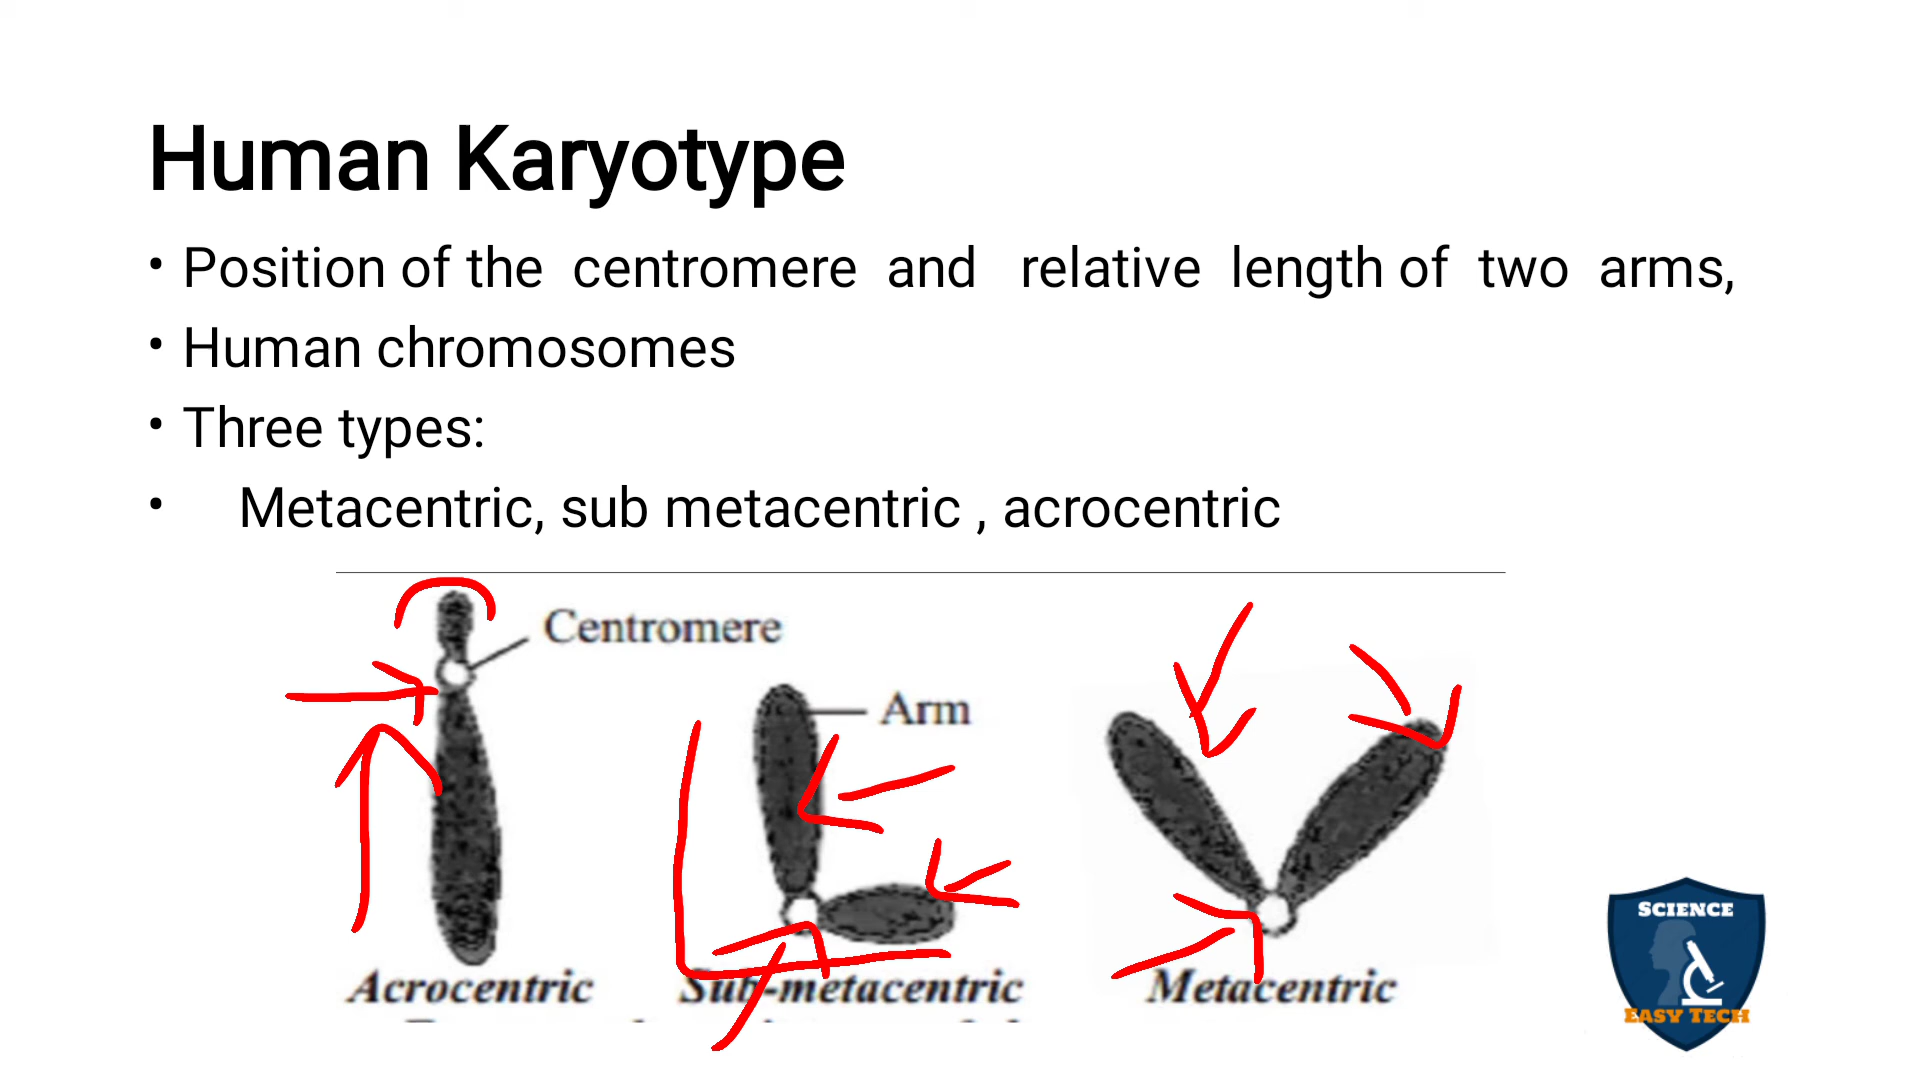 Human Karyotype
• Position of the centromere and relative length of two arms,
• Human chromosomes
• Three types:
• Metacentric, sub metacentric , acrocentric
Centromere
Arm
Acrocentric
Sub-metacentric
Metacentric
SCIENCE
EASY TECH